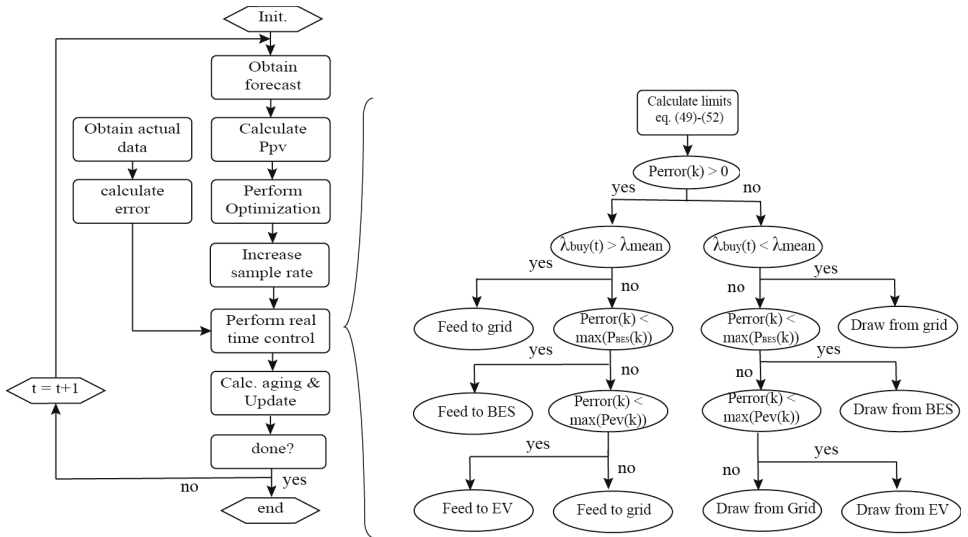 Init.
Obtain
forecast
Calculate
Ppv
Perform
Optimization
Increase
sample rate
Obtain actual
data
calculate
error
Perform real
time control
Calc. aging &
Update
t = t+1
done?
no
yes
end
Calculate limits
eq. (49)-(52)
Perror(k) > 0
yes
no
λbuy(t) > λmean
λbuy(t) < λmean
yes
no
no
yes
Feed to grid
Perror(k) <
max(PBES(k))
Perror(k) <
max(PBES(k))
Draw from grid
yes
no
no
yes
Feed to BES
Perror(k) <
max(Pev(k))
Perror(k) <
max(Pev(k))
Draw from BES
yes
no
no
yes
Feed to EV
Feed to grid
Draw from Grid
Draw from EV